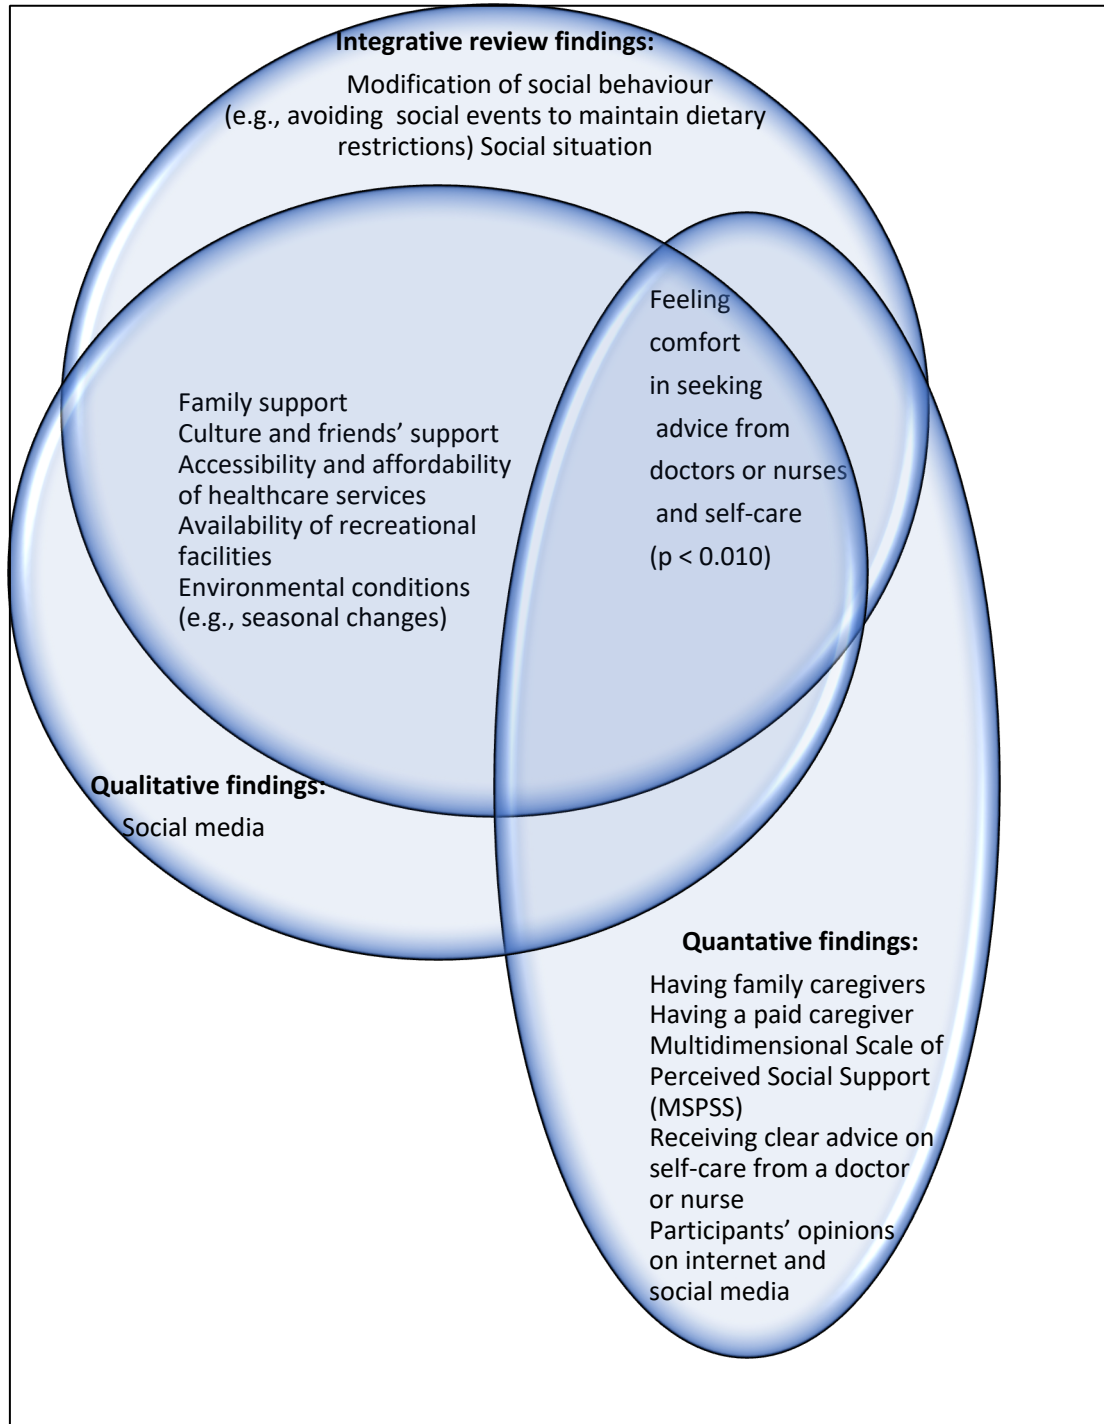 Integrative review findings:
Modification of social behaviour
(e.g., avoiding social events to maintain dietary
restrictions) Social situation
Feeling
comfort
in seeking
advice from
doctors or nurses
and self-care
(p < 0.010)
Family support
Culture and friends’ support
Accessibility and affordability
of healthcare services
Availability of recreational
facilities
Environmental conditions
(e.g., seasonal changes)
Qualitative findings:
Social media
Quantative findings:
Having family caregivers
Having a paid caregiver
Multidimensional Scale of
Perceived Social Support
(MSPSS)
Receiving clear advice on
self-care from a doctor
or nurse
Participants’ opinions
on internet and
social media